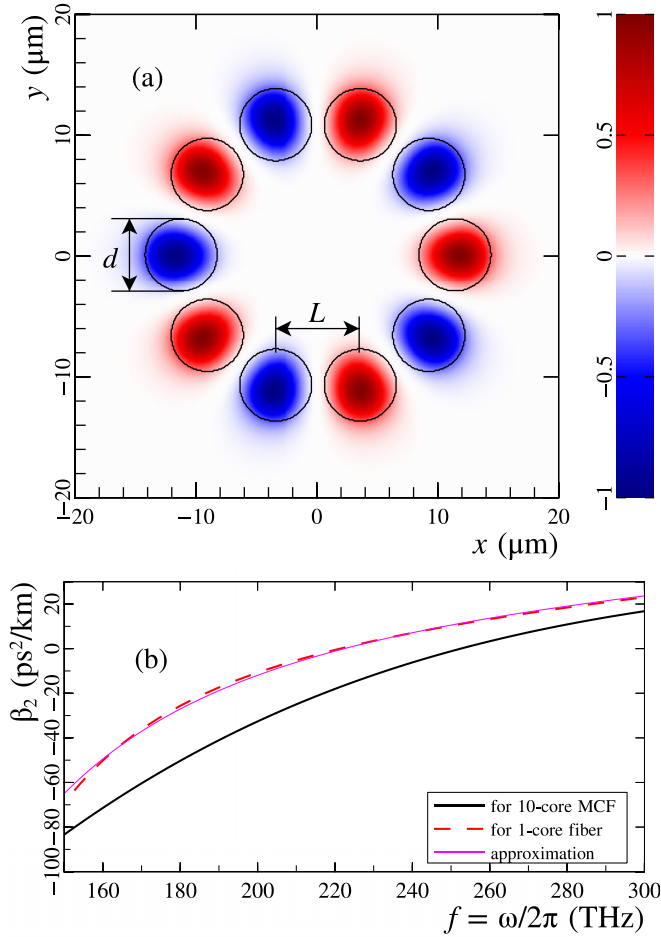 (a)
y (μm)
20
10
0
−10
−20
d
L
−20
−10
0
10
20
x (μm)
1
0.5
0
−0.5
−1
(b)
β₂ (ps²/km)
20
0
−20
−40
−60
−80
−100
for 10-core MCF
for 1-core fiber
approximation
160
180
200
220
240
260
280
300
f = ω/2π (THz)